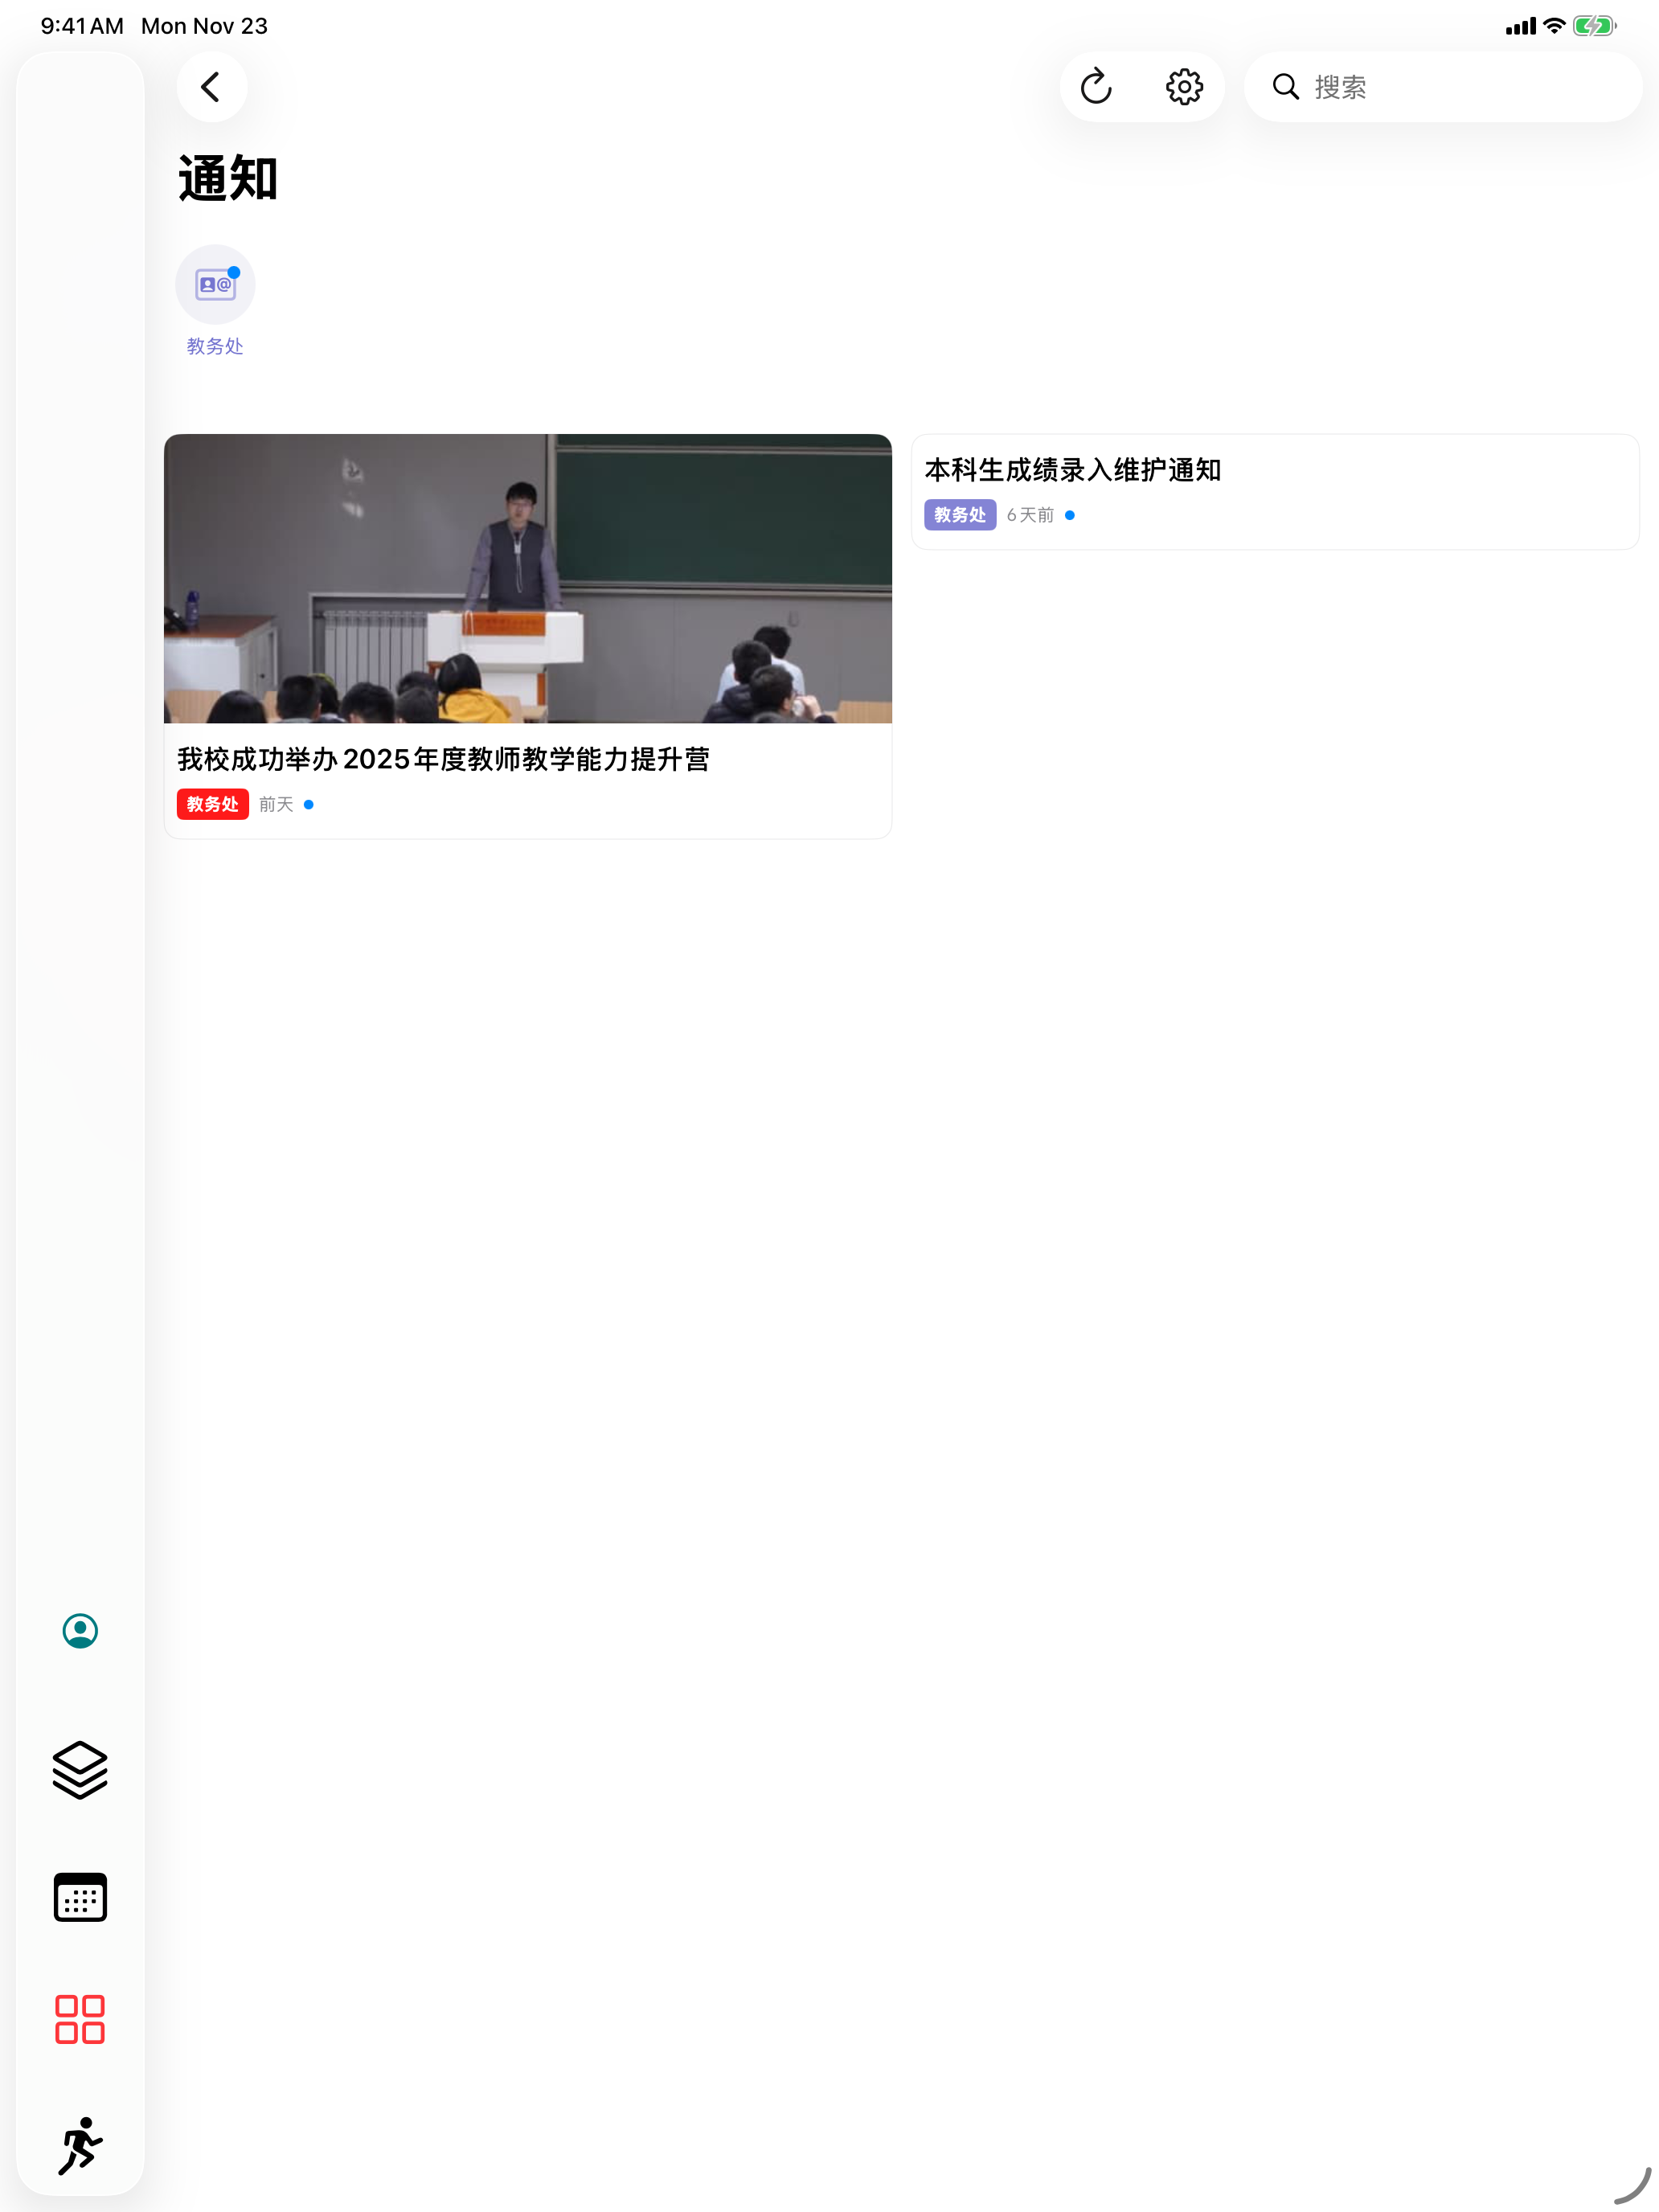 9:41 AM Mon Nov 23
搜索
通知
教务处
我校成功举办2025年度教师教学能力提升营
教务处 前天
本科生成绩录入维护通知
教务处 6天前